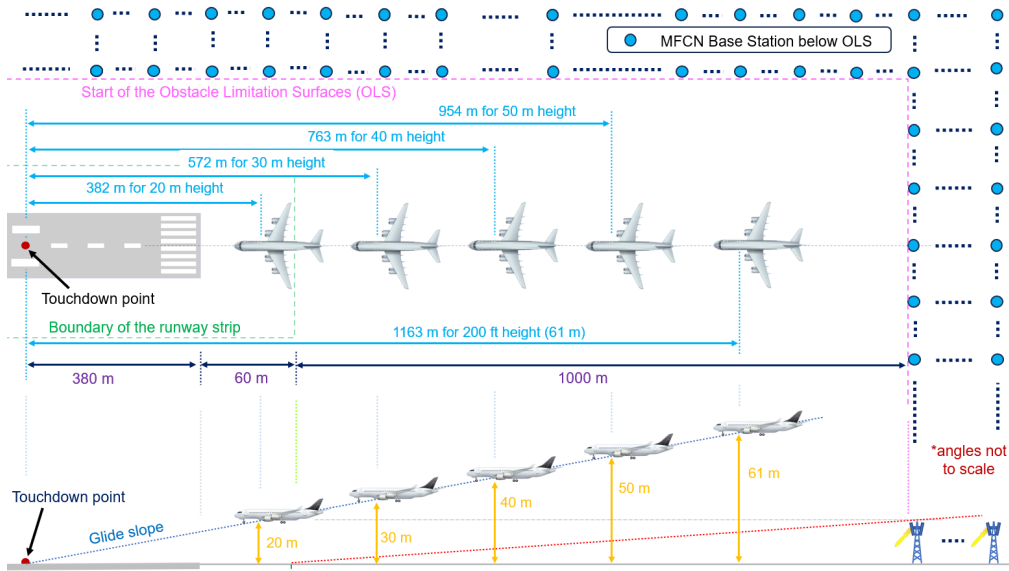 MFCN Base Station below OLS
Start of the Obstacle Limitation Surfaces (OLS)
954 m for 50 m height
763 m for 40 m height
572 m for 30 m height
382 m for 20 m height
Touchdown point
Boundary of the runway strip
1163 m for 200 ft height (61 m)
380 m
60 m
1000 m
*angles not
to scale
Touchdown point
Glide slope
20 m
30 m
40 m
50 m
61 m